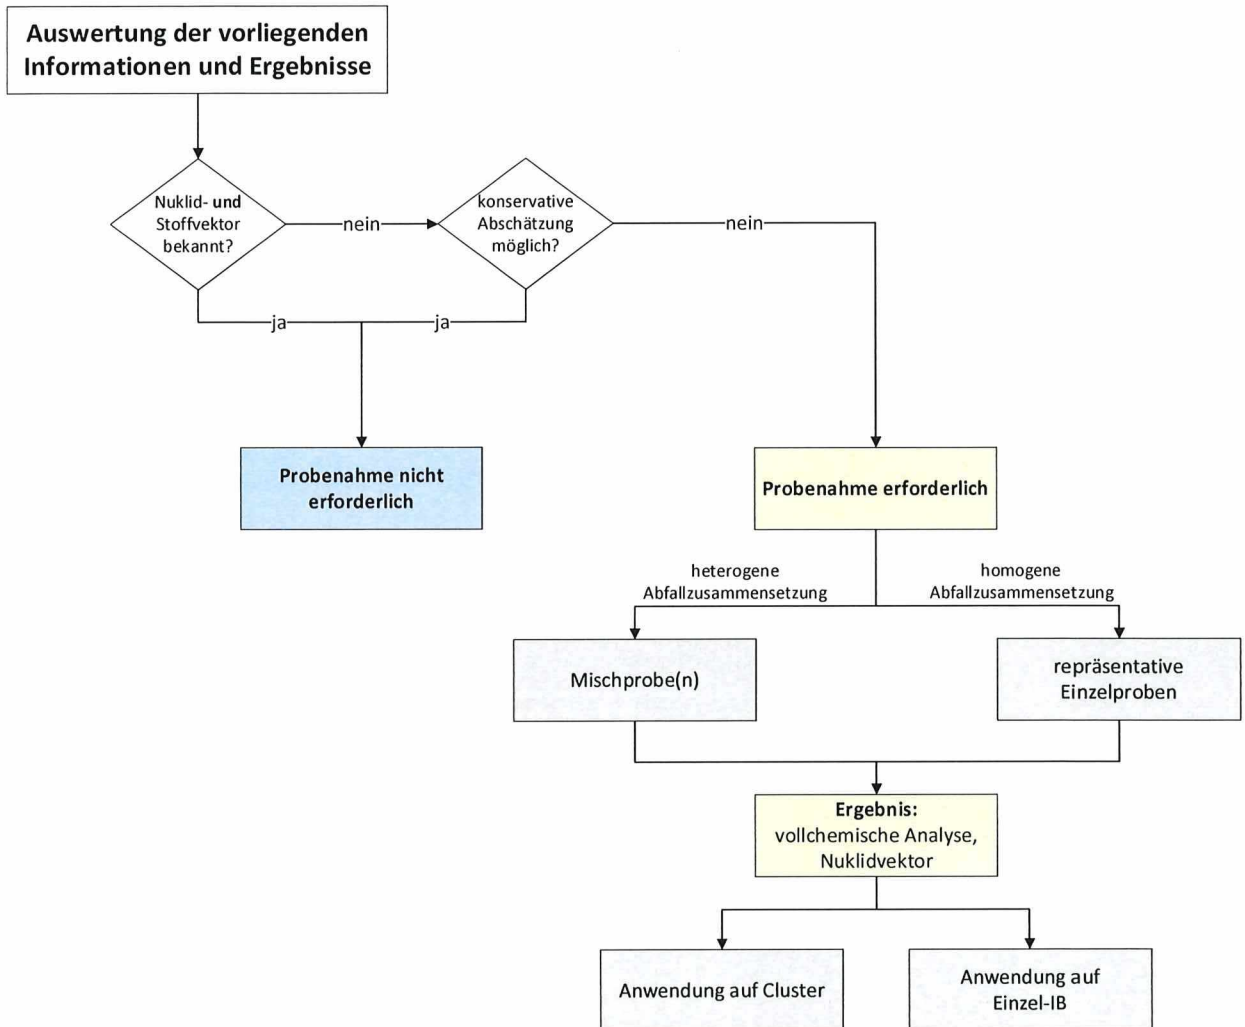 Auswertung der vorliegenden
Informationen und Ergebnisse
Nuklid- und
Stoffvektor
bekannt?
nein
konservative
Abschätzung
möglich?
nein
ja
ja
Probenahme nicht
erforderlich
Probenahme erforderlich
heterogene
Abfallzusammensetzung
homogene
Abfallzusammensetzung
Mischprobe(n)
repräsentative
Einzelproben
Ergebnis:
vollchemische Analyse,
Nuklidvektor
Anwendung auf Cluster
Anwendung auf
Einzel-IB